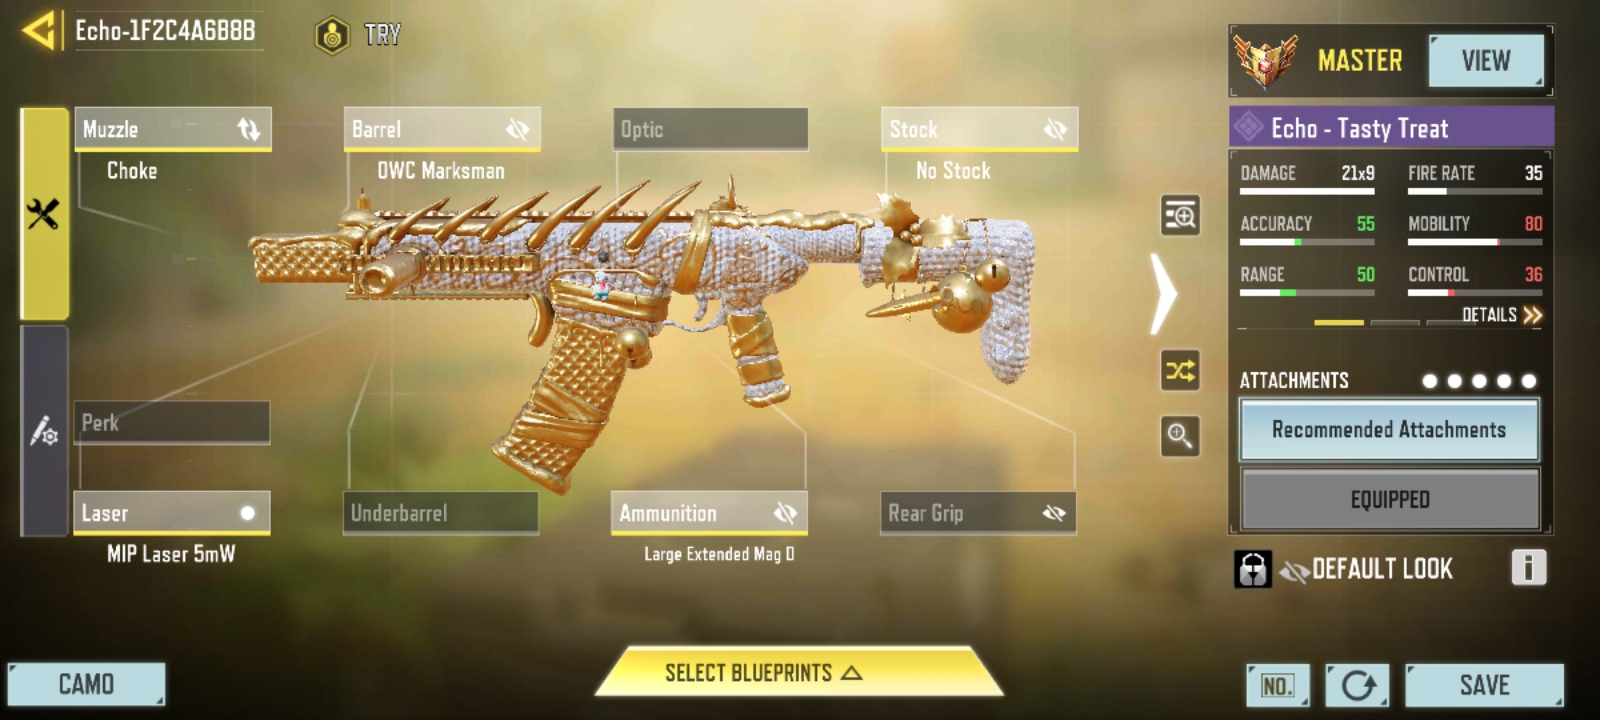 Echo-1F2C4A6B8B
TRY
MASTER
VIEW
Muzzle
Choke
Barrel
OWC Marksman
Optic
Stock
No Stock
Echo - Tasty Treat
DAMAGE 21x9
FIRE RATE 35
ACCURACY 55
MOBILITY 80
RANGE 50
CONTROL 36
DETAILS
ATTACHMENTS
Recommended Attachments
EQUIPPED
DEFAULT LOOK
Perk
Laser
MIP Laser 5mW
Underbarrel
Ammunition
Large Extended Mag D
Rear Grip
CAMO
SELECT BLUEPRINTS
NO.
SAVE